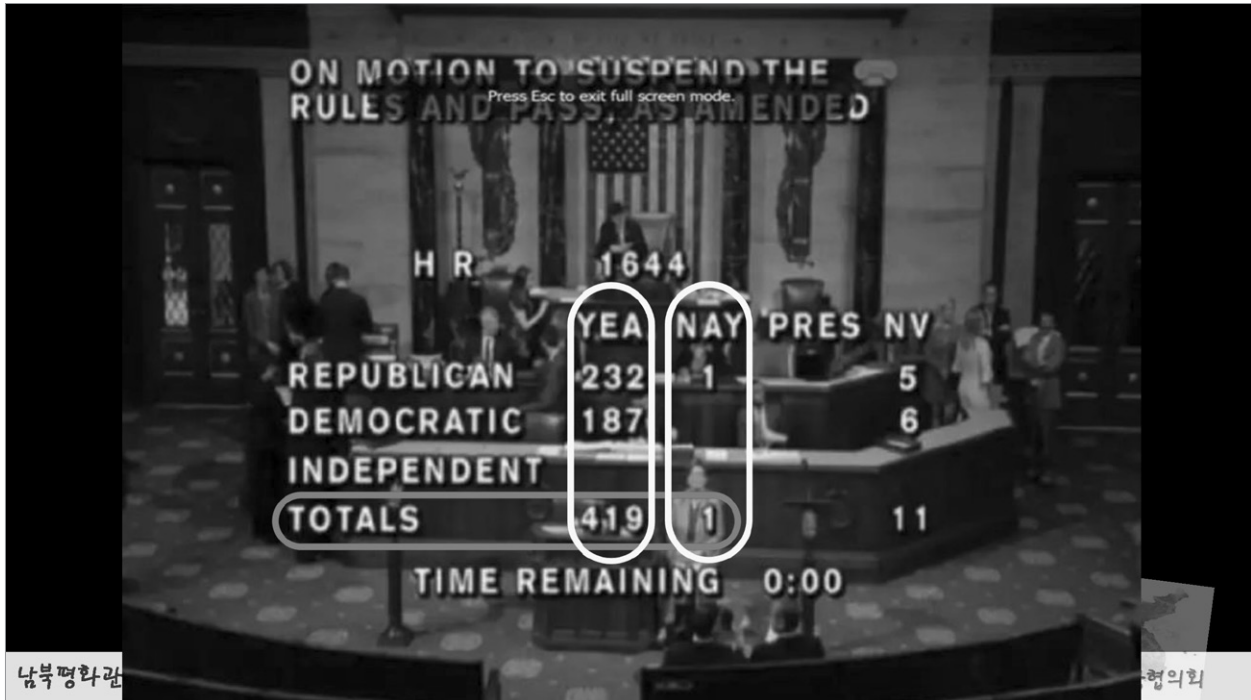 ON MOTION TO SUSPEND THE
Press Esc to exit full screen mode.
RULES AND PASS, AS AMENDED
H R 1644
YEA NAY PRES NV
REPUBLICAN 232 1 5
DEMOCRATIC 187 6
INDEPENDENT
TOTALS 419 1 11
TIME REMAINING 0:00
남북평화관
협의회